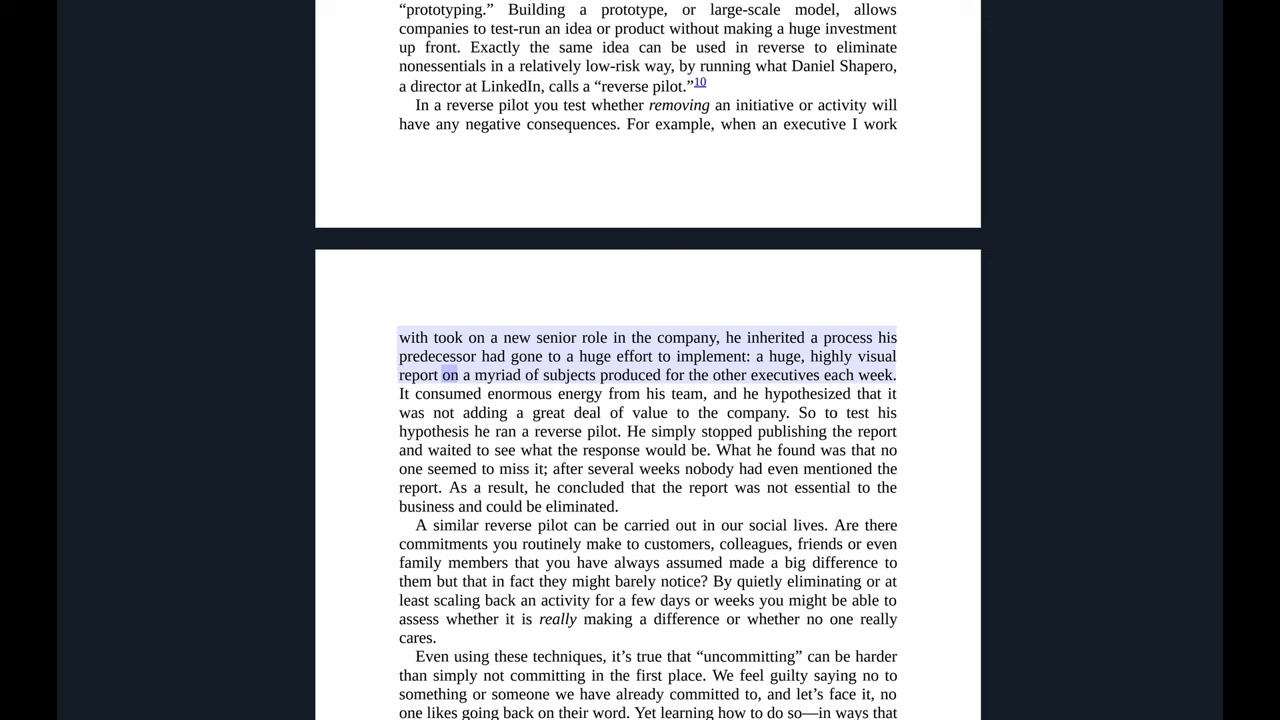 “prototyping.” Building a prototype, or large-scale model, allows
companies to test-run an idea or product without making a huge investment
up front. Exactly the same idea can be used in reverse to eliminate
nonessentials in a relatively low-risk way, by running what Daniel Shapero,
a director at LinkedIn, calls a “reverse pilot.”10
In a reverse pilot you test whether removing an initiative or activity will
have any negative consequences. For example, when an executive I work
with took on a new senior role in the company, he inherited a process his
predecessor had gone to a huge effort to implement: a huge, highly visual
report on a myriad of subjects produced for the other executives each week.
It consumed enormous energy from his team, and he hypothesized that it
was not adding a great deal of value to the company. So to test his
hypothesis he ran a reverse pilot. He simply stopped publishing the report
and waited to see what the response would be. What he found was that no
one seemed to miss it; after several weeks nobody had even mentioned the
report. As a result, he concluded that the report was not essential to the
business and could be eliminated.
A similar reverse pilot can be carried out in our social lives. Are there
commitments you routinely make to customers, colleagues, friends or even
family members that you have always assumed made a big difference to
them but that in fact they might barely notice? By quietly eliminating or at
least scaling back an activity for a few days or weeks you might be able to
assess whether it is really making a difference or whether no one really
cares.
Even using these techniques, it’s true that “uncommitting” can be harder
than simply not committing in the first place. We feel guilty saying no to
something or someone we have already committed to, and let’s face it, no
one likes going back on their word. Yet learning how to do so—in ways that